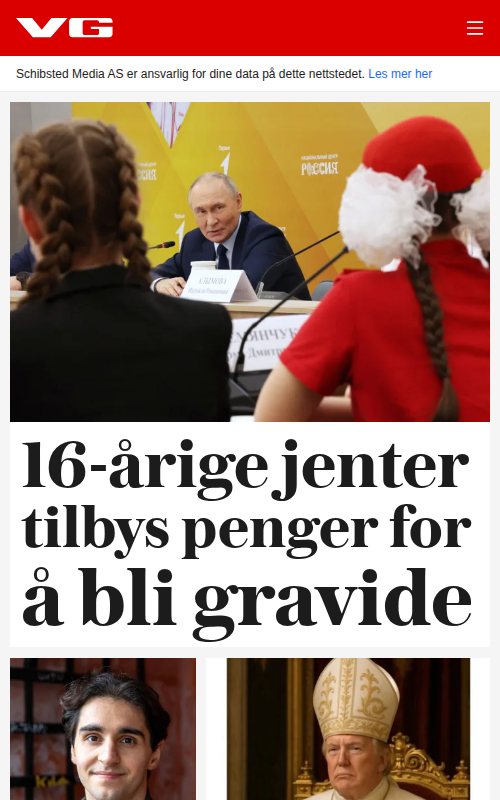 VG
Schibsted Media AS er ansvarlig for dine data på dette nettstedet. Les mer her
РОССИЯ
16-årige jenter
tilbys penger for
å bli gravide